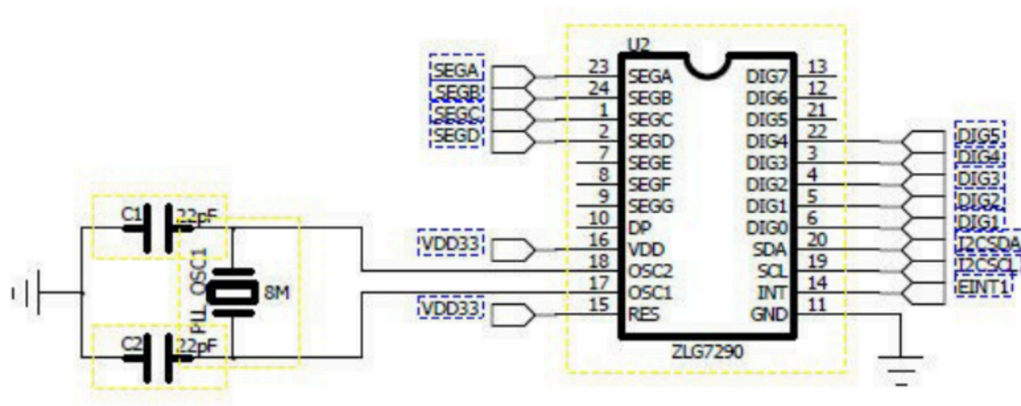 U2
SEGA 23 SEGA DIG7 13
SEGB 24 SEGB DIG6 12
SEGC 1 SEGC DIG5 21
SEGD 2 SEGD DIG4 22 DIG5
7 SEGE DIG3 3 DIG4
8 SEGF DIG2 4 DIG3
9 SEGG DIG1 5 DIG2
10 DP DIG0 6 DIG1
VDD33 16 VDD SDA 20 I2CSDA
18 OSC2 SCL 19 I2CSCL
17 OSC1 INT 14 EINT1
VDD33 15 RES GND 11
ZLG7290
C1 22pF
PLL_OSC1
8M
C2 22pF